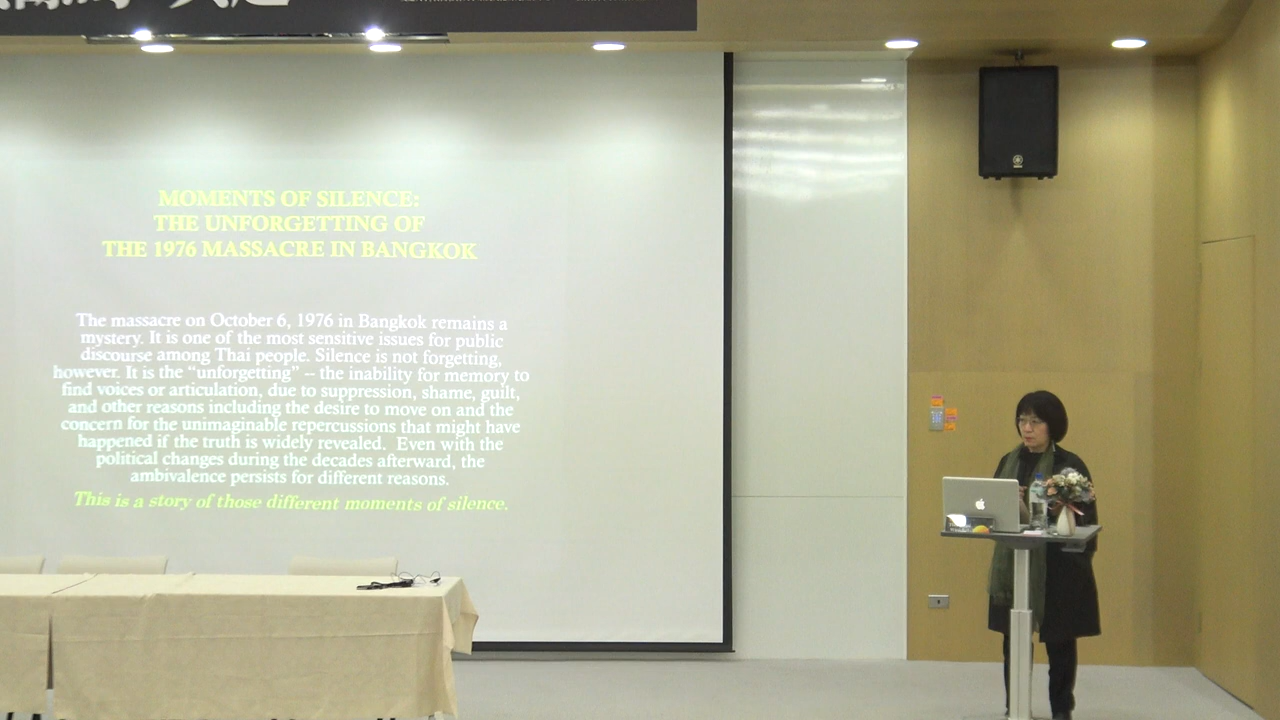 MOMENTS OF SILENCE:
THE UNFORGETTING OF
THE 1976 MASSACRE IN BANGKOK
The massacre on October 6, 1976 in Bangkok remains a
mystery. It is one of the most sensitive issues for public
discourse among Thai people. Silence is not forgetting,
however. It is the “unforgetting” – the inability for memory to
find voices or articulation, due to suppression, shame, guilt,
and other reasons including the desire to move on and the
concern for the unimaginable repercussions that might have
happened if the truth is widely revealed. Even with the
political changes during the decades afterward, the
ambivalence persists for different reasons.
This is a story of those different moments of silence.